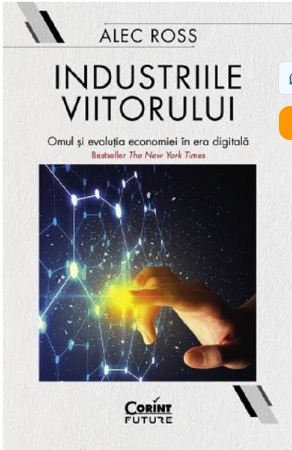 ALEC ROSS
INDUSTRIILE
VIITORULUI
Omul și evoluția economiei în era digitală
Bestseller The New York Times
CORINT
FUTURE